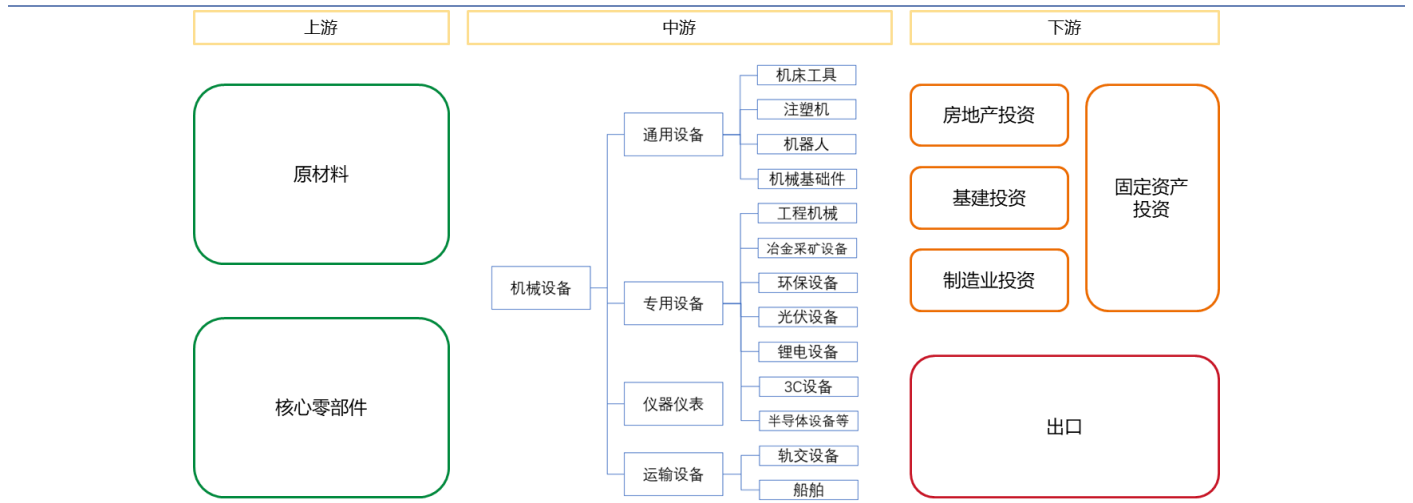 上游
中游
下游
原材料
核心零部件
机械设备
通用设备
专用设备
仪器仪表
运输设备
机床工具
注塑机
机器人
机械基础件
工程机械
冶金采矿设备
环保设备
光伏设备
锂电设备
3C设备
半导体设备等
轨交设备
船舶
房地产投资
基建投资
制造业投资
固定资产
投资
出口